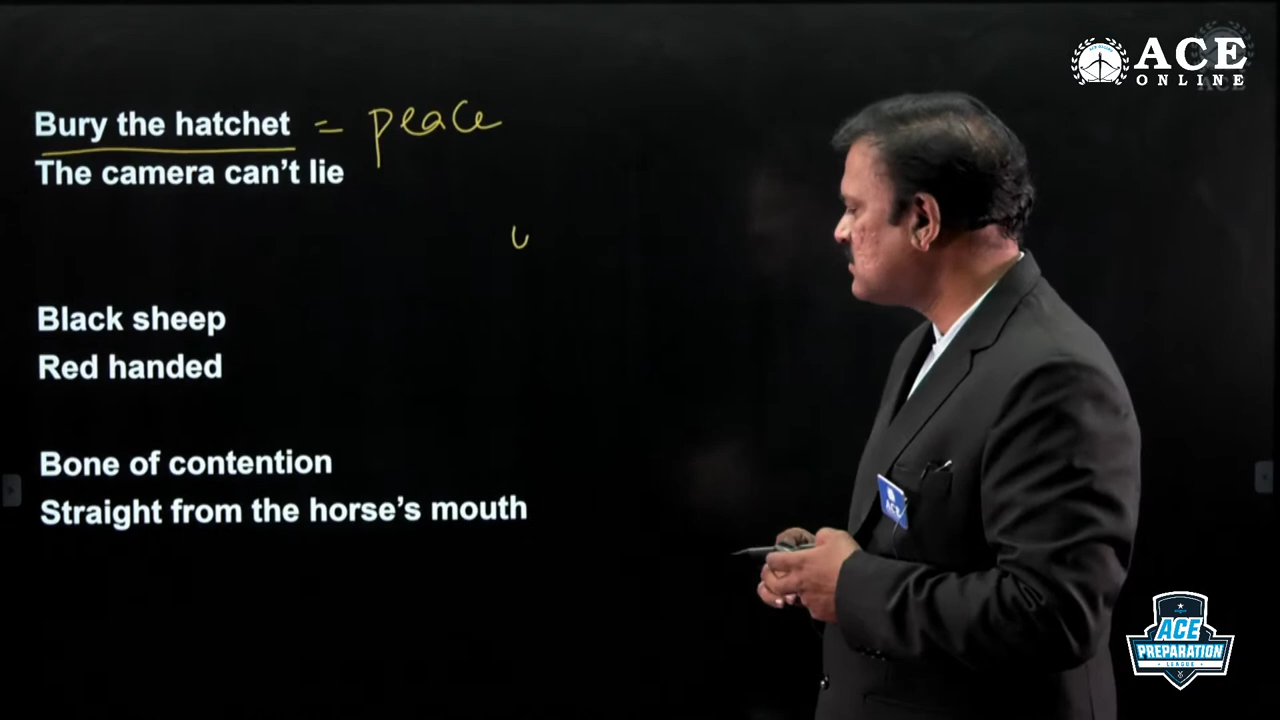 ACE
ONLINE
Bury the hatchet = peace
The camera can't lie
Black sheep
Red handed
Bone of contention
Straight from the horse's mouth
ACE
ACE
PREPARATION
LEAGUE